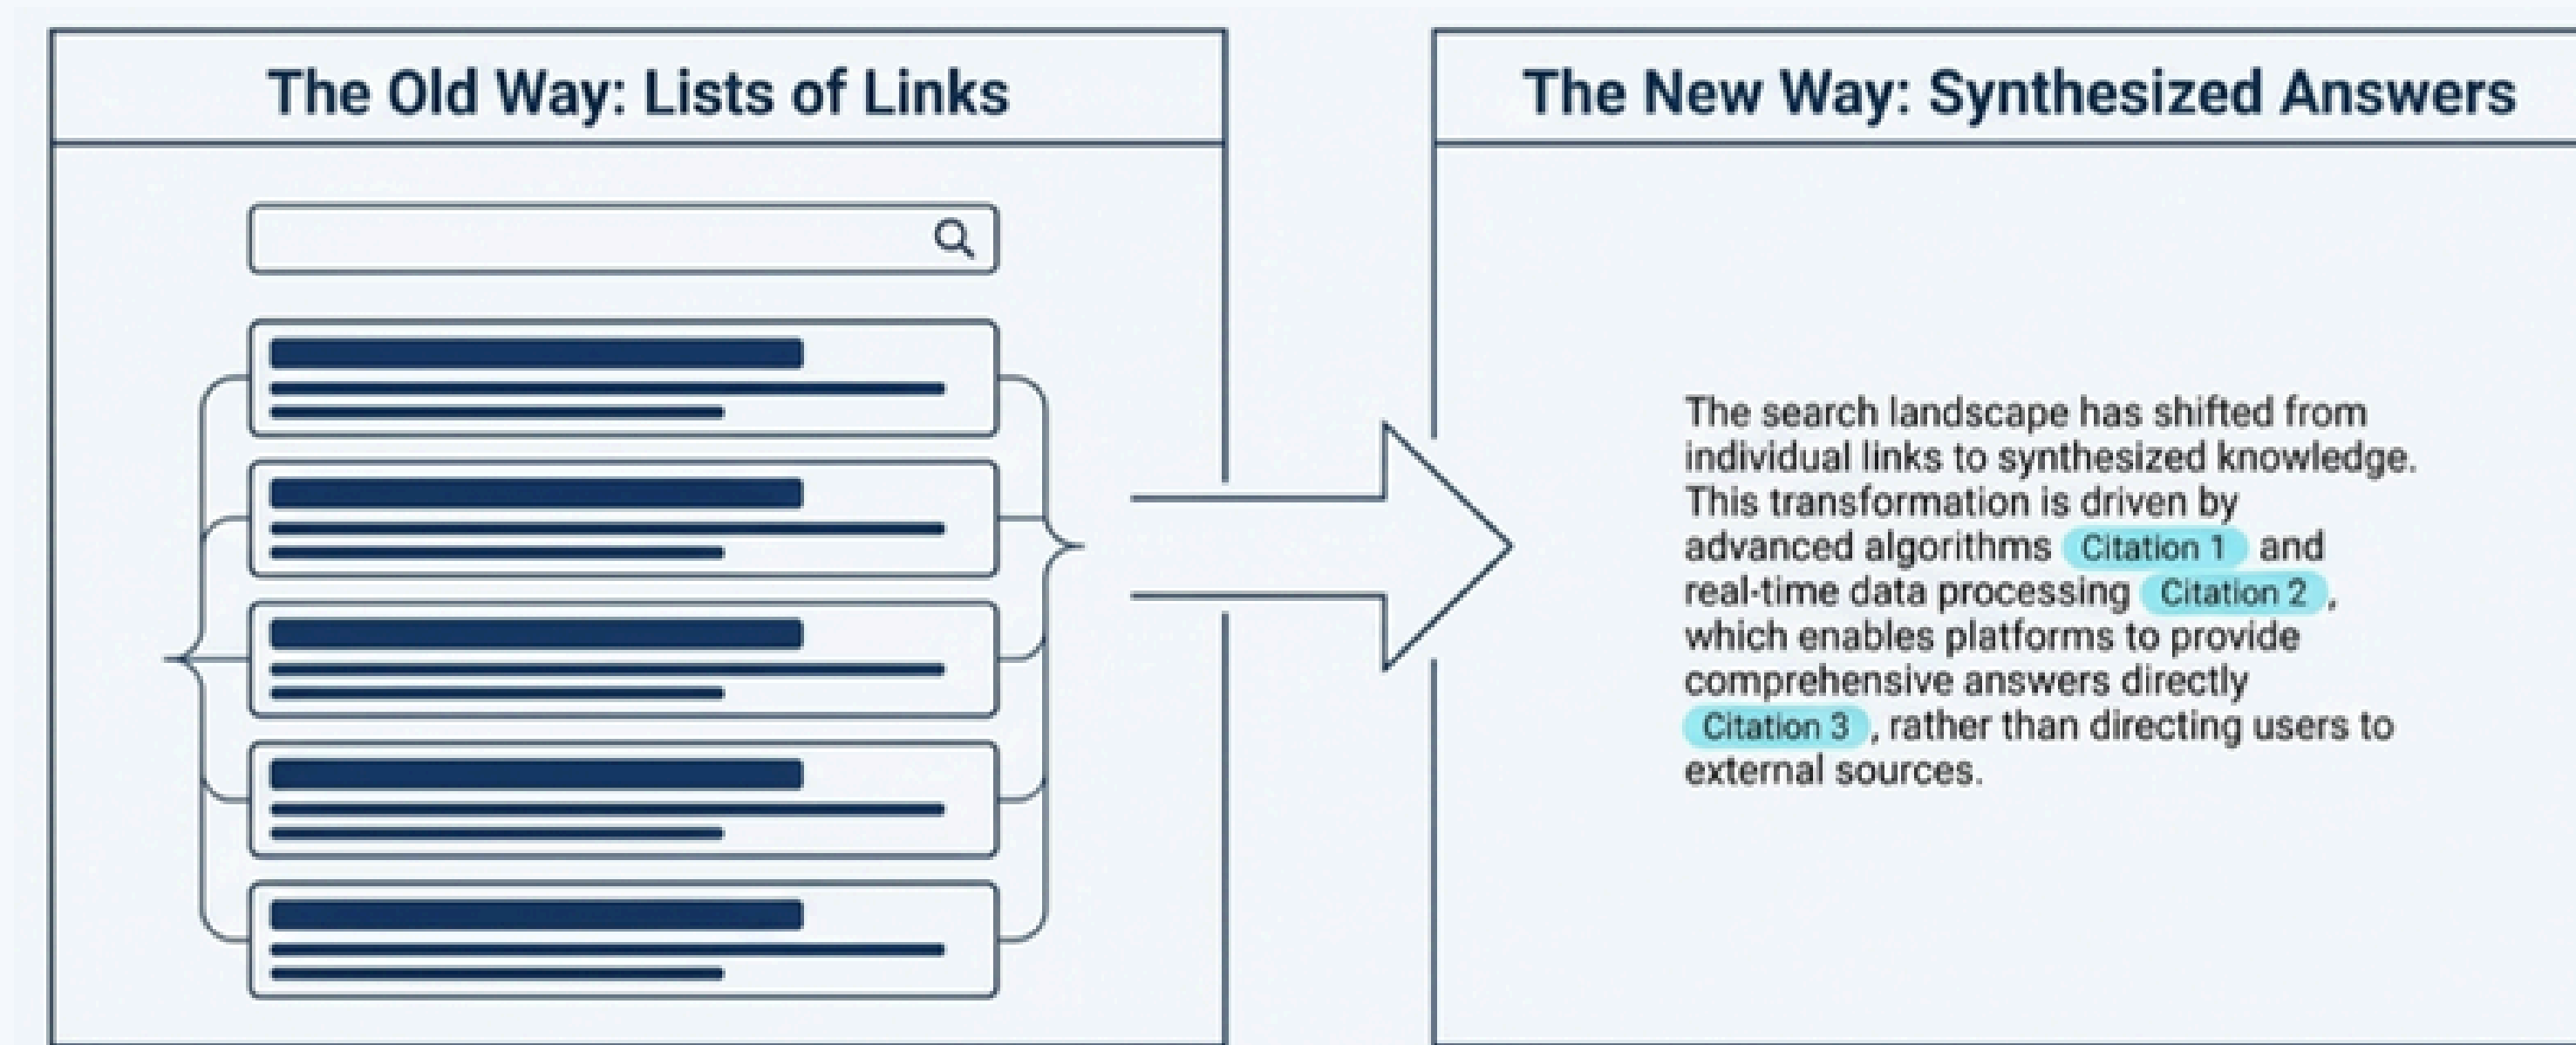 The Old Way: Lists of Links
The New Way: Synthesized Answers
The search landscape has shifted from
individual links to synthesized knowledge.
This transformation is driven by
advanced algorithms Citation 1 and
real-time data processing Citation 2 ,
which enables platforms to provide
comprehensive answers directly
Citation 3 , rather than directing users to
external sources.